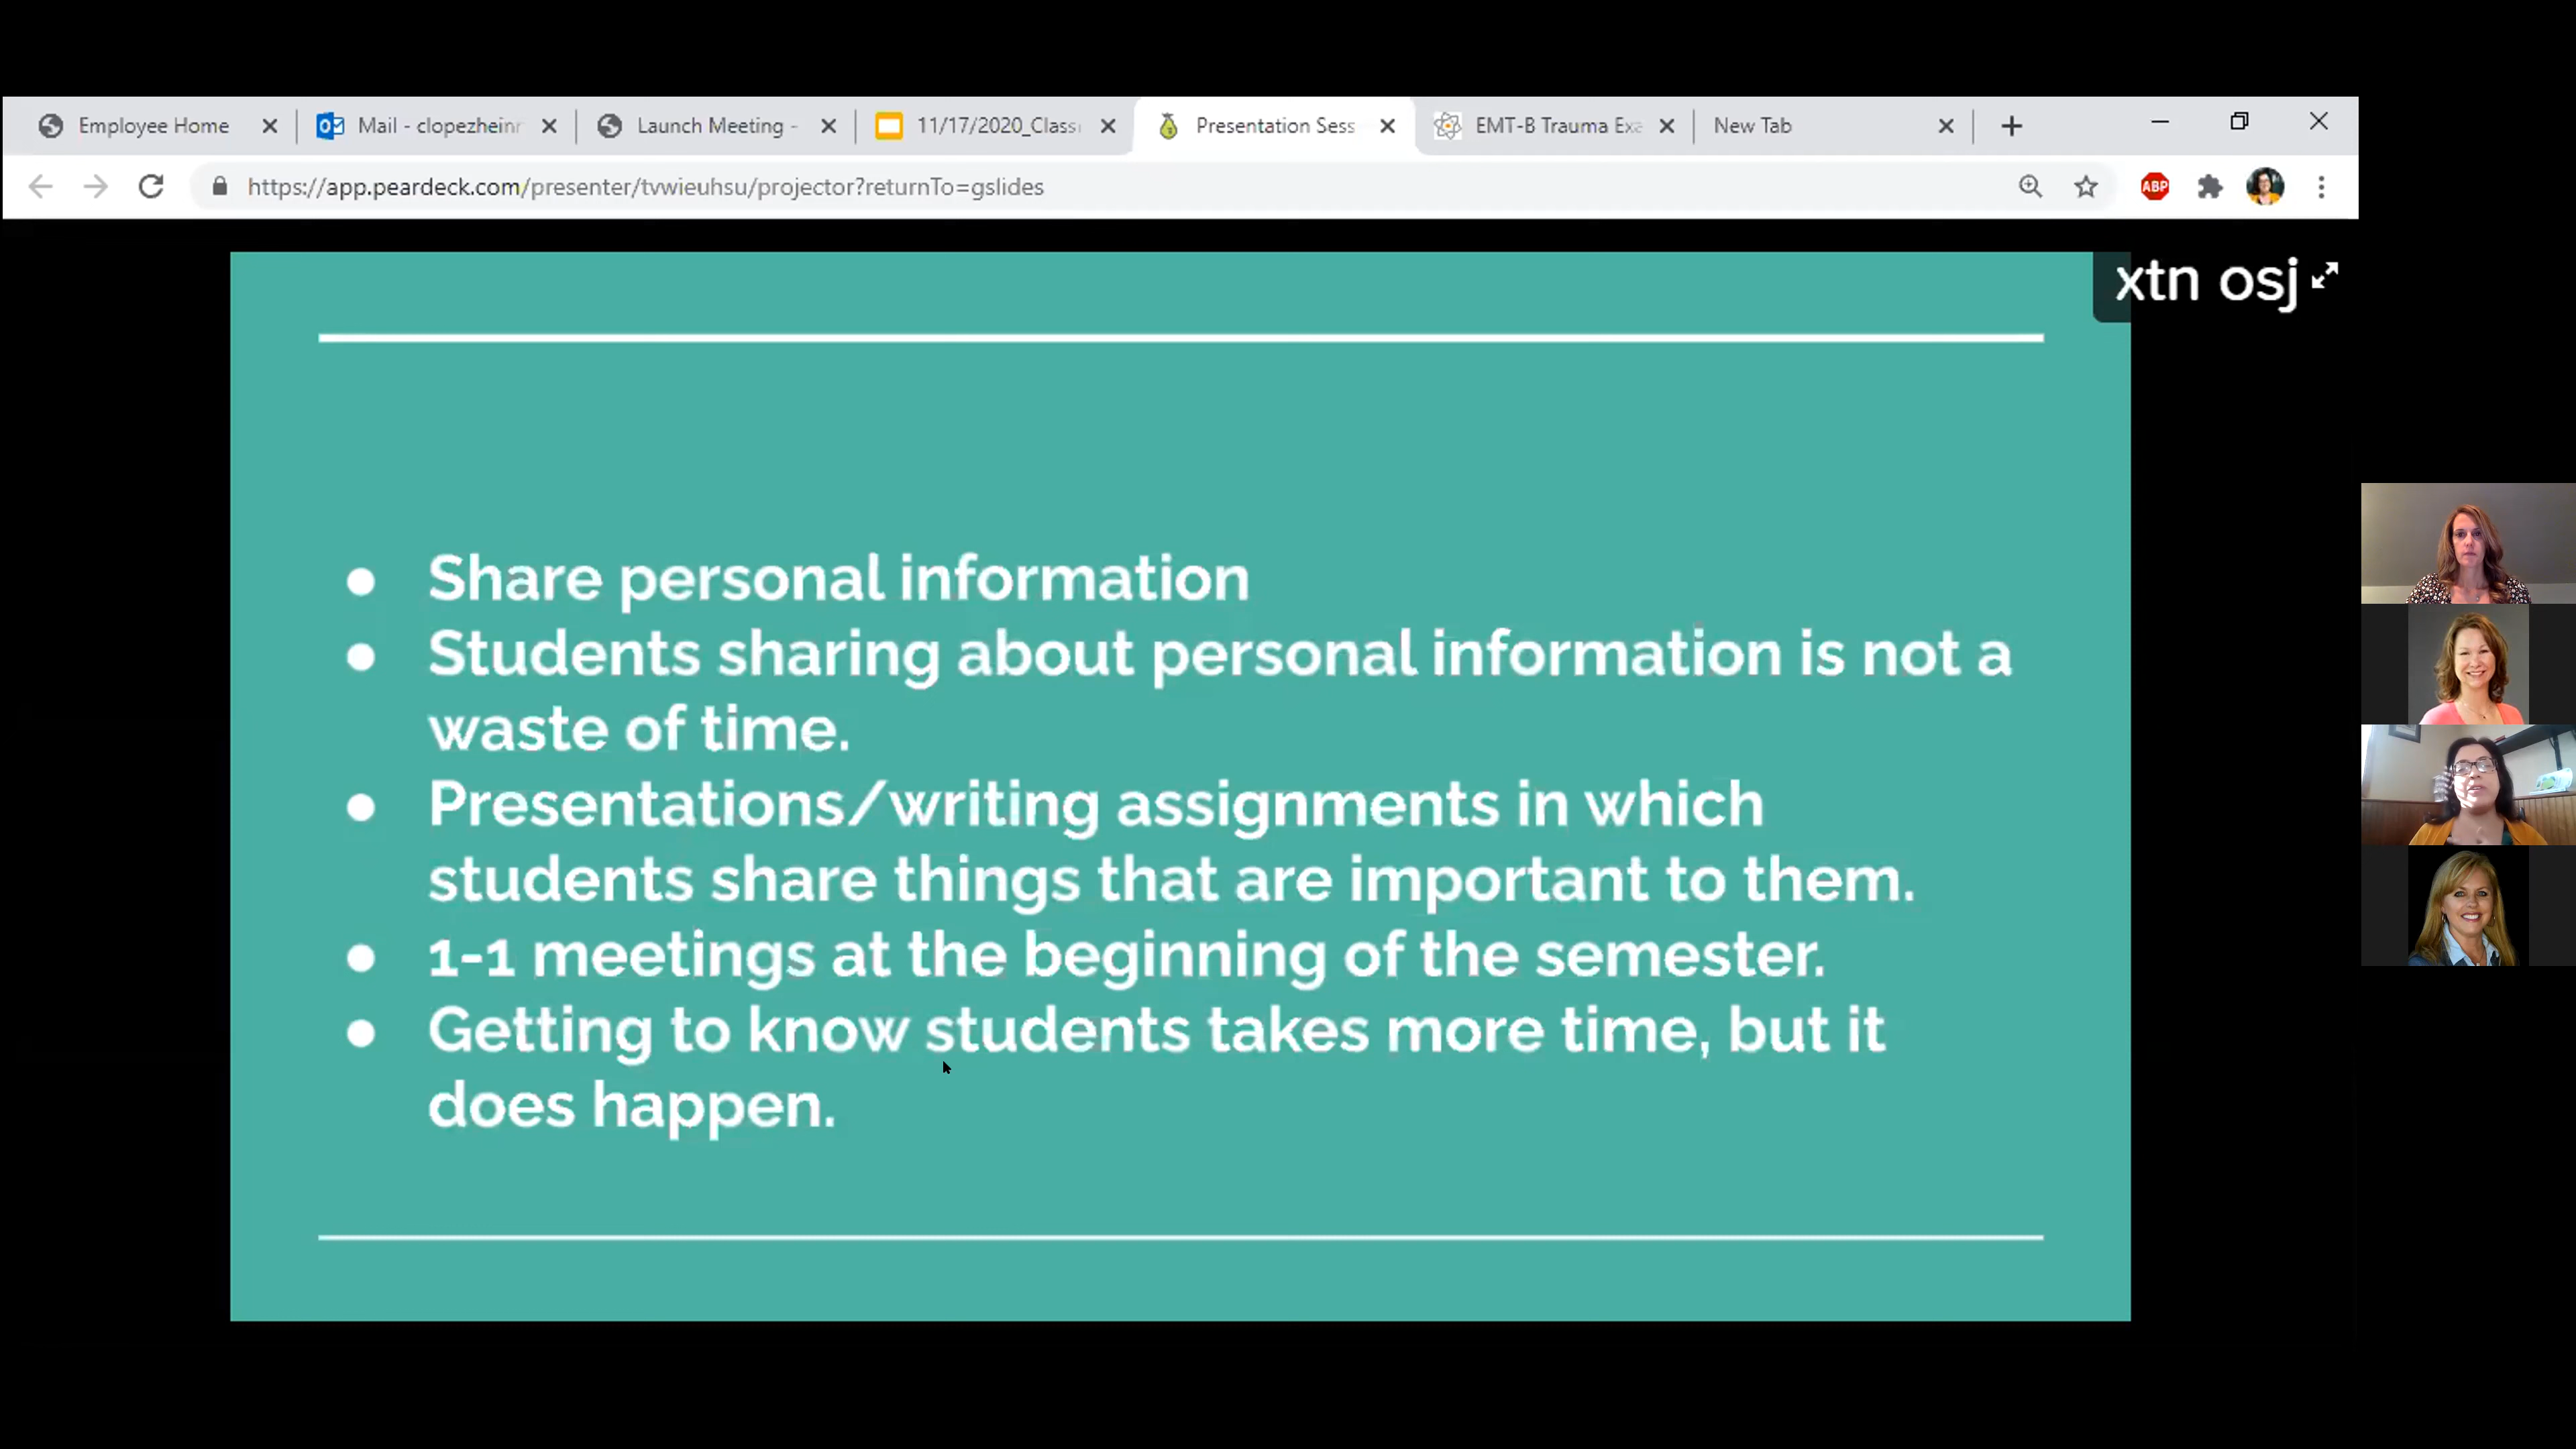 Employee Home
Mail - clopezheinr
Launch Meeting -
11/17/2020_Class
Presentation Sess
EMT-B Trauma Exa
New Tab
https://app.peardeck.com/presenter/tvwieuhsu/projector?returnTo=gslides
ABP
xtn osj
● Share personal information
● Students sharing about personal information is not a
waste of time.
● Presentations/writing assignments in which
students share things that are important to them.
● 1-1 meetings at the beginning of the semester.
● Getting to know students takes more time, but it
does happen.